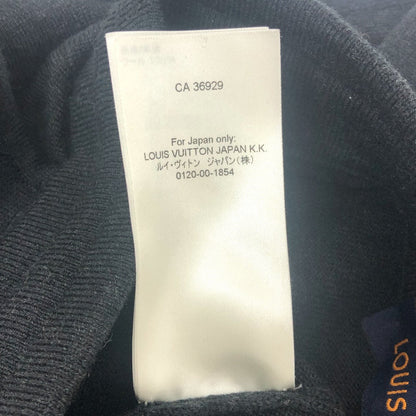 CA 36929
For Japan only:
LOUIS VUITTON JAPAN K.K.
ルイ・ヴィトン ジャパン(株)
0120-00-1854
LOUIS